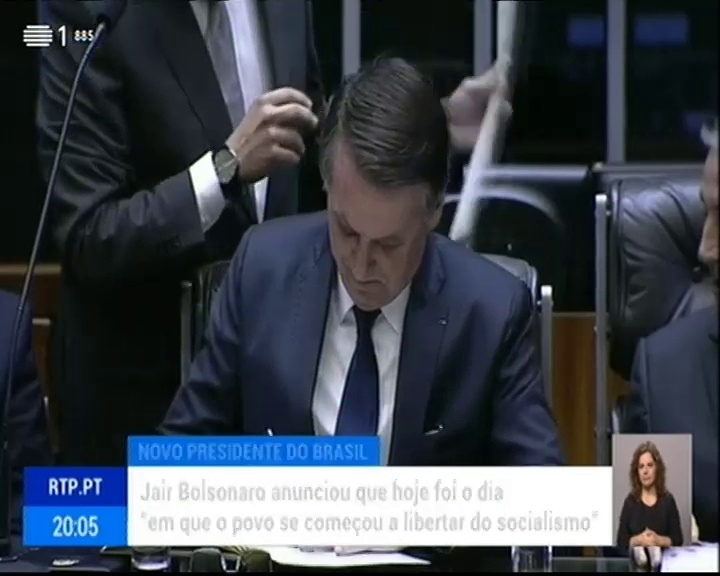 1 885
NOVO PRESIDENTE DO BRASIL
RTP.PT
Jair Bolsonaro anunciou que hoje foi o dia
20:05
"em que o povo se começou a libertar do socialismo"